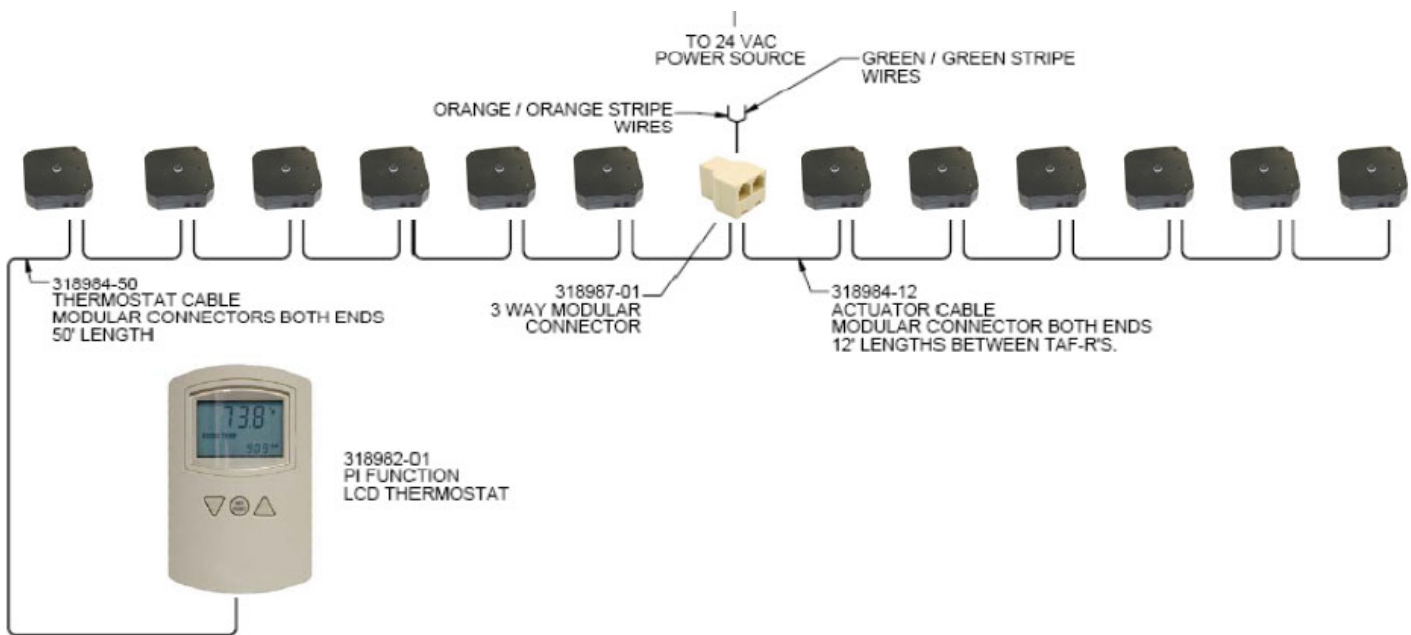 TO 24 VAC
POWER SOURCE
GREEN / GREEN STRIPE
WIRES
ORANGE / ORANGE STRIPE
WIRES
318984-50
THERMOSTAT CABLE
MODULAR CONNECTORS BOTH ENDS
50' LENGTH
318987-01
3 WAY MODULAR
CONNECTOR
318984-12
ACTUATOR CABLE
MODULAR CONNECTOR BOTH ENDS
12' LENGTHS BETWEEN TAF-R'S.
73.8
318982-01
PI FUNCTION
LCD THERMOSTAT